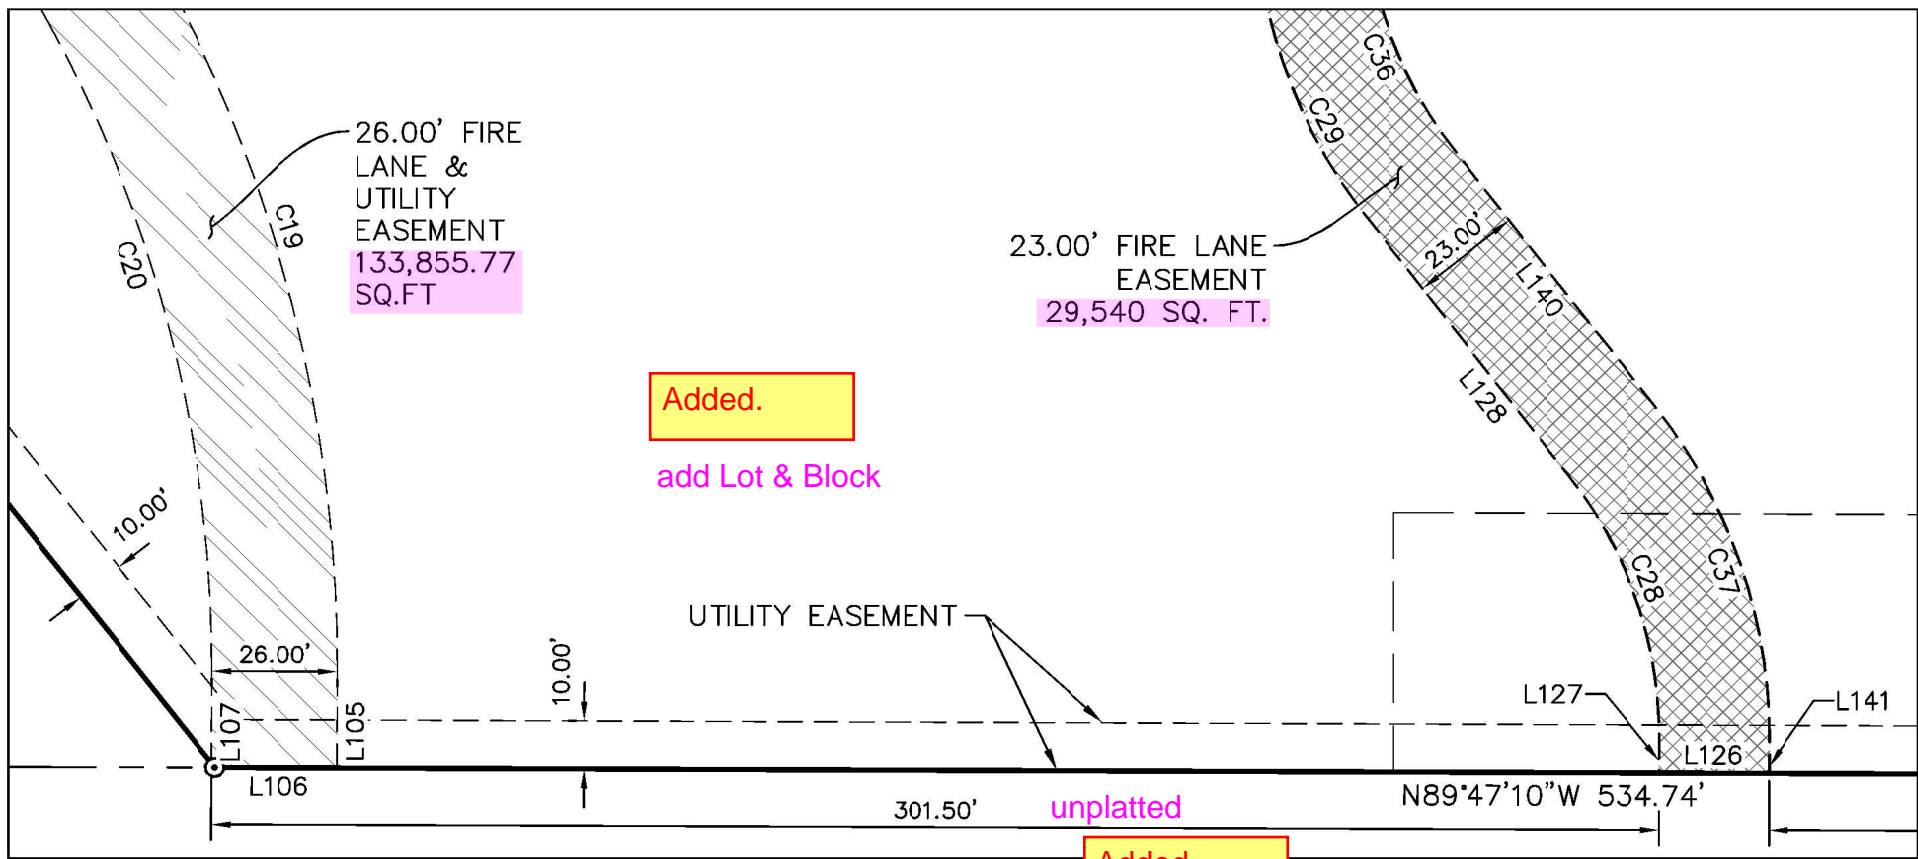 C36
C29
26.00' FIRE
LANE &
UTILITY
EASEMENT
133,855.77
SQ.FT
C19
C20
23.00' FIRE LANE
EASEMENT
29,540 SQ. FT.
23.00'
L140
L128
Added.
add Lot & Block
10.00'
C28
C37
UTILITY EASEMENT
26.00'
10.00'
L107
L105
L127
L141
L126
L106
N89°47'10"W 534.74'
301.50'
unplatted
Added.